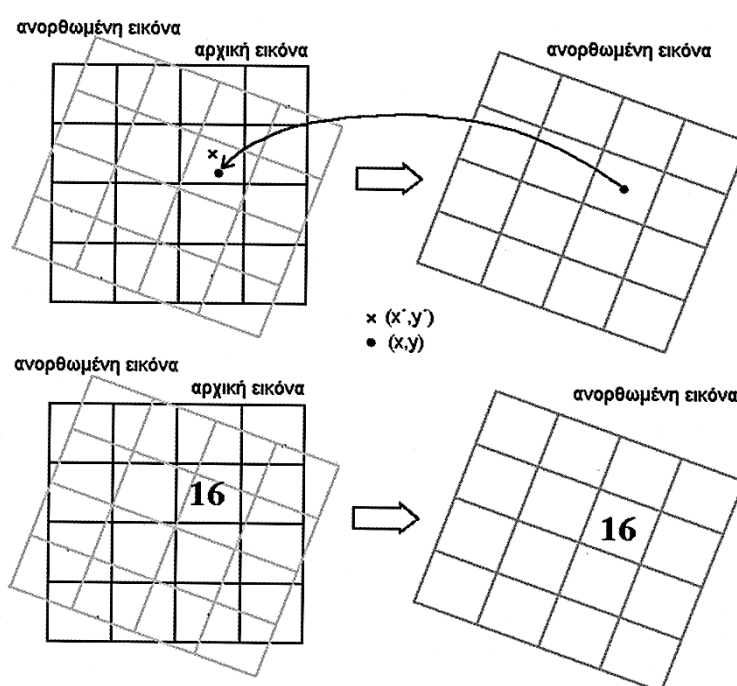 ανορθωμένη εικόνα
αρχική εικόνα
ανορθωμένη εικόνα
×
× (x΄,y΄)
• (x,y)
ανορθωμένη εικόνα
αρχική εικόνα
ανορθωμένη εικόνα
16
16